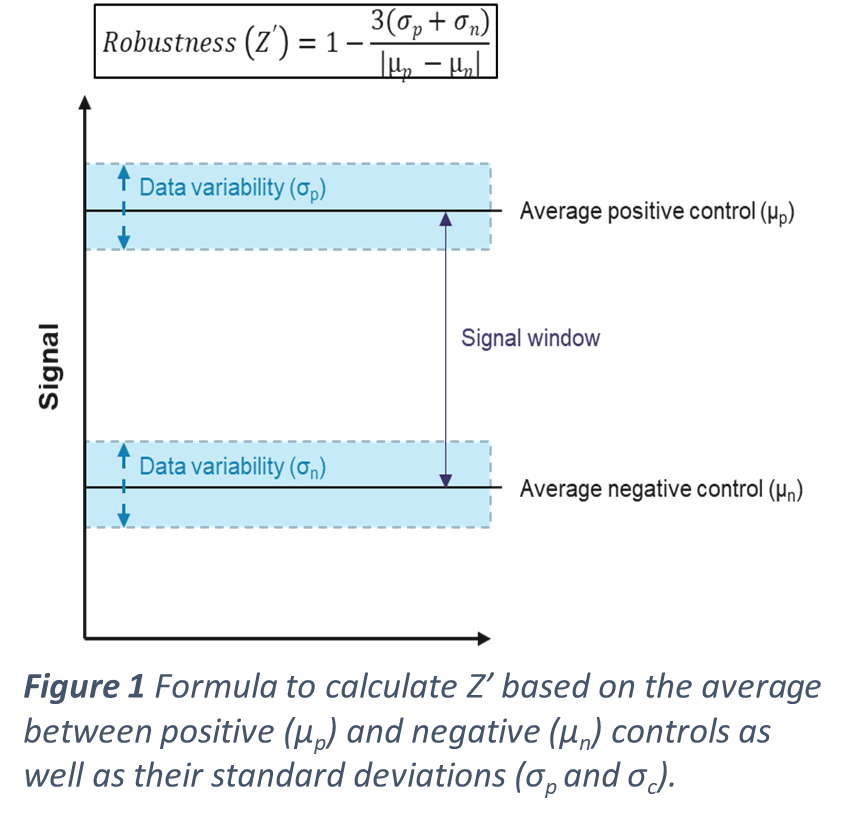 Robustness (Z′) = 1 − 3(σp + σn) / |μp − μn|
Data variability (σp)
Average positive control (μp)
Signal window
Signal
Data variability (σn)
Average negative control (μn)
Figure 1 Formula to calculate Z’ based on the average
between positive (μp) and negative (μn) controls as
well as their standard deviations (σp and σc).